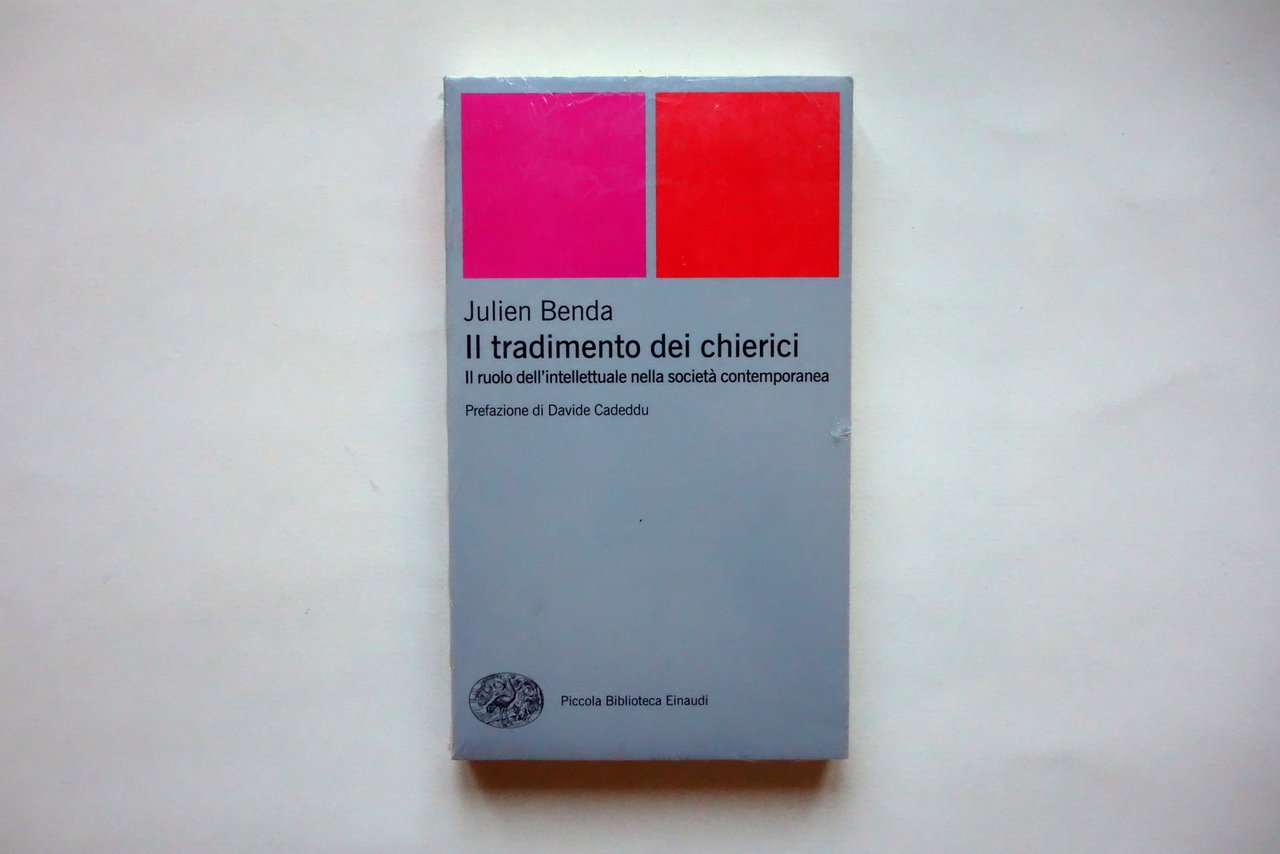 Julien Benda
Il tradimento dei chierici
Il ruolo dell'intellettuale nella società contemporanea
Prefazione di Davide Cadeddu
Piccola Biblioteca Einaudi